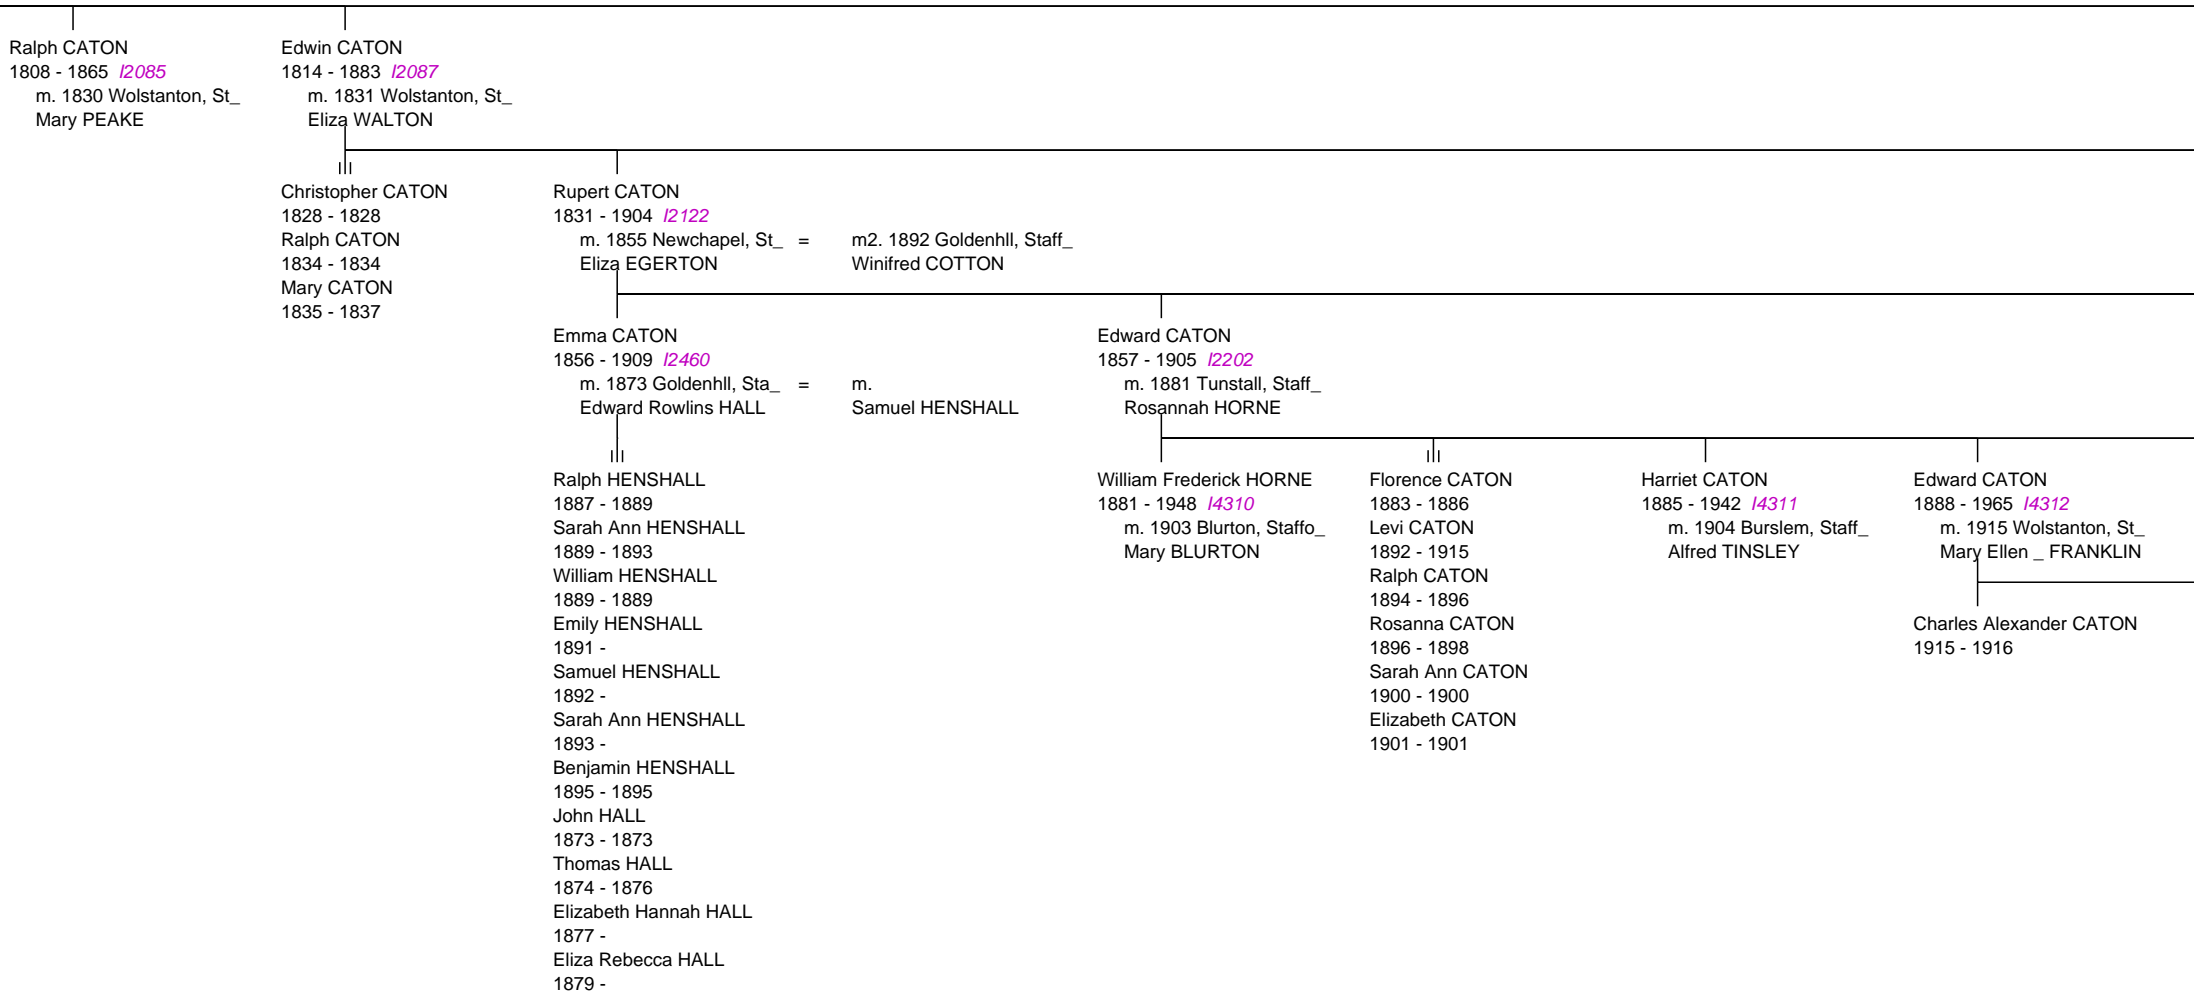 Ralph CATON
1808 - 1865 I2085
m. 1830 Wolstanton, St_
Mary PEAKE
Edwin CATON
1814 - 1883 I2087
m. 1831 Wolstanton, St_
Eliza WALTON
Christopher CATON
1828 - 1828
Ralph CATON
1834 - 1834
Mary CATON
1835 - 1837
Rupert CATON
1831 - 1904 I2122
m. 1855 Newchapel, St_ =
Eliza EGERTON
m2. 1892 Goldenhll, Staff_
Winifred COTTON
Emma CATON
1856 - 1909 I2460
m. 1873 Goldenhll, Sta_ =
Edward Rowlins HALL
m.
Samuel HENSHALL
Edward CATON
1857 - 1905 I2202
m. 1881 Tunstall, Staff_
Rosannah HORNE
Ralph HENSHALL
1887 - 1889
Sarah Ann HENSHALL
1889 - 1893
William HENSHALL
1889 - 1889
Emily HENSHALL
1891 -
Samuel HENSHALL
1892 -
Sarah Ann HENSHALL
1893 -
Benjamin HENSHALL
1895 - 1895
John HALL
1873 - 1873
Thomas HALL
1874 - 1876
Elizabeth Hannah HALL
1877 -
Eliza Rebecca HALL
1879 -
William Frederick HORNE
1881 - 1948 I4310
m. 1903 Blurton, Staffo_
Mary BLURTON
Florence CATON
1883 - 1886
Levi CATON
1892 - 1915
Ralph CATON
1894 - 1896
Rosanna CATON
1896 - 1898
Sarah Ann CATON
1900 - 1900
Elizabeth CATON
1901 - 1901
Harriet CATON
1885 - 1942 I4311
m. 1904 Burslem, Staff_
Alfred TINSLEY
Edward CATON
1888 - 1965 I4312
m. 1915 Wolstanton, St_
Mary Ellen _ FRANKLIN
Charles Alexander CATON
1915 - 1916